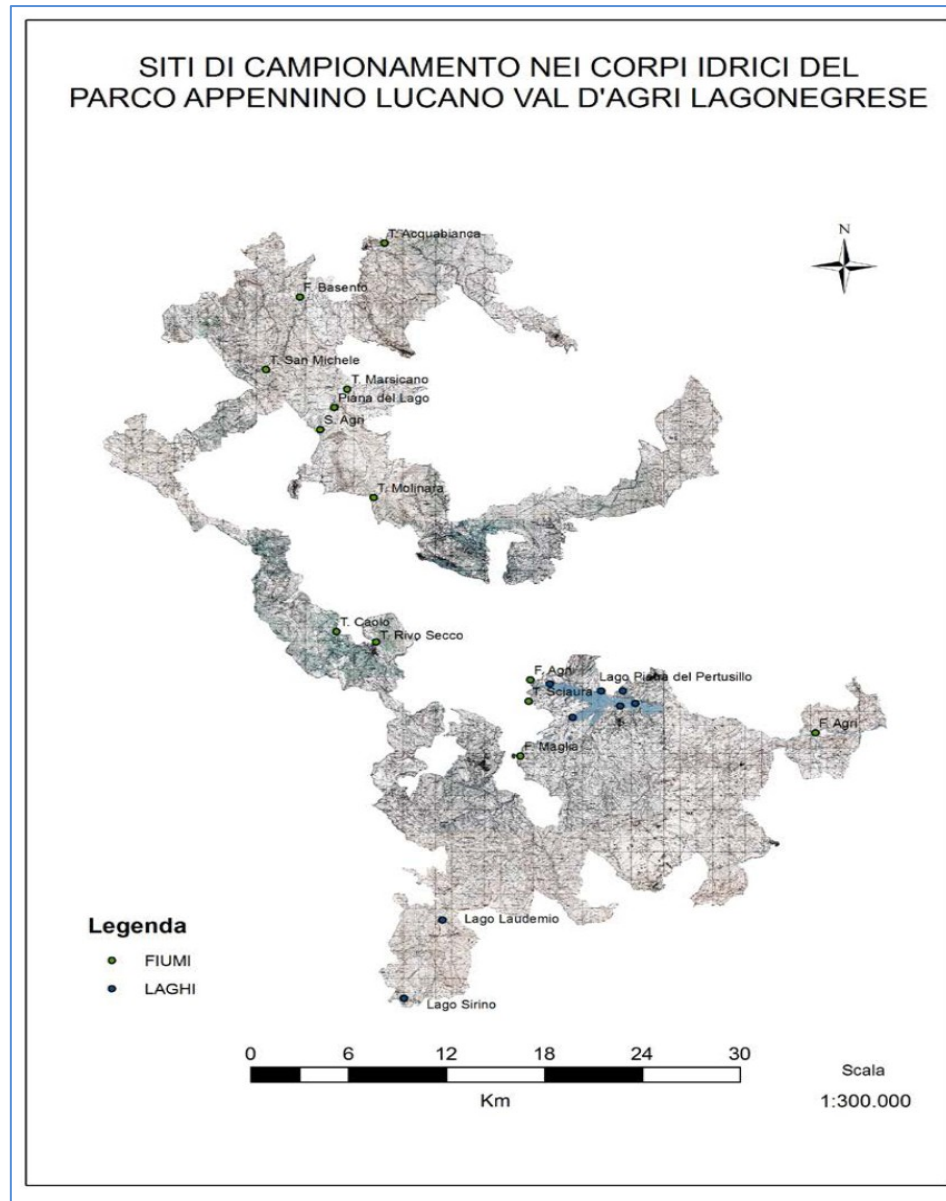 SITI DI CAMPIONAMENTO NEI CORPI IDRICI DEL
PARCO APPENNINO LUCANO VAL D'AGRI LAGONEGRESE
N
T. Acquabianca
F. Basento
T. San Michele
T. Marsicano
Piana del Lago
S. Agri
T. Molinara
T. Caolo
T. Rivo Secco
F. Agri
Lago Piana del Pertusillo
T. Sciaura
F. Agri
F. Maglia
Lago Laudemio
Legenda
FIUMI
LAGHI
Lago Sirino
0 6 12 18 24 30
Km
Scala
1:300.000